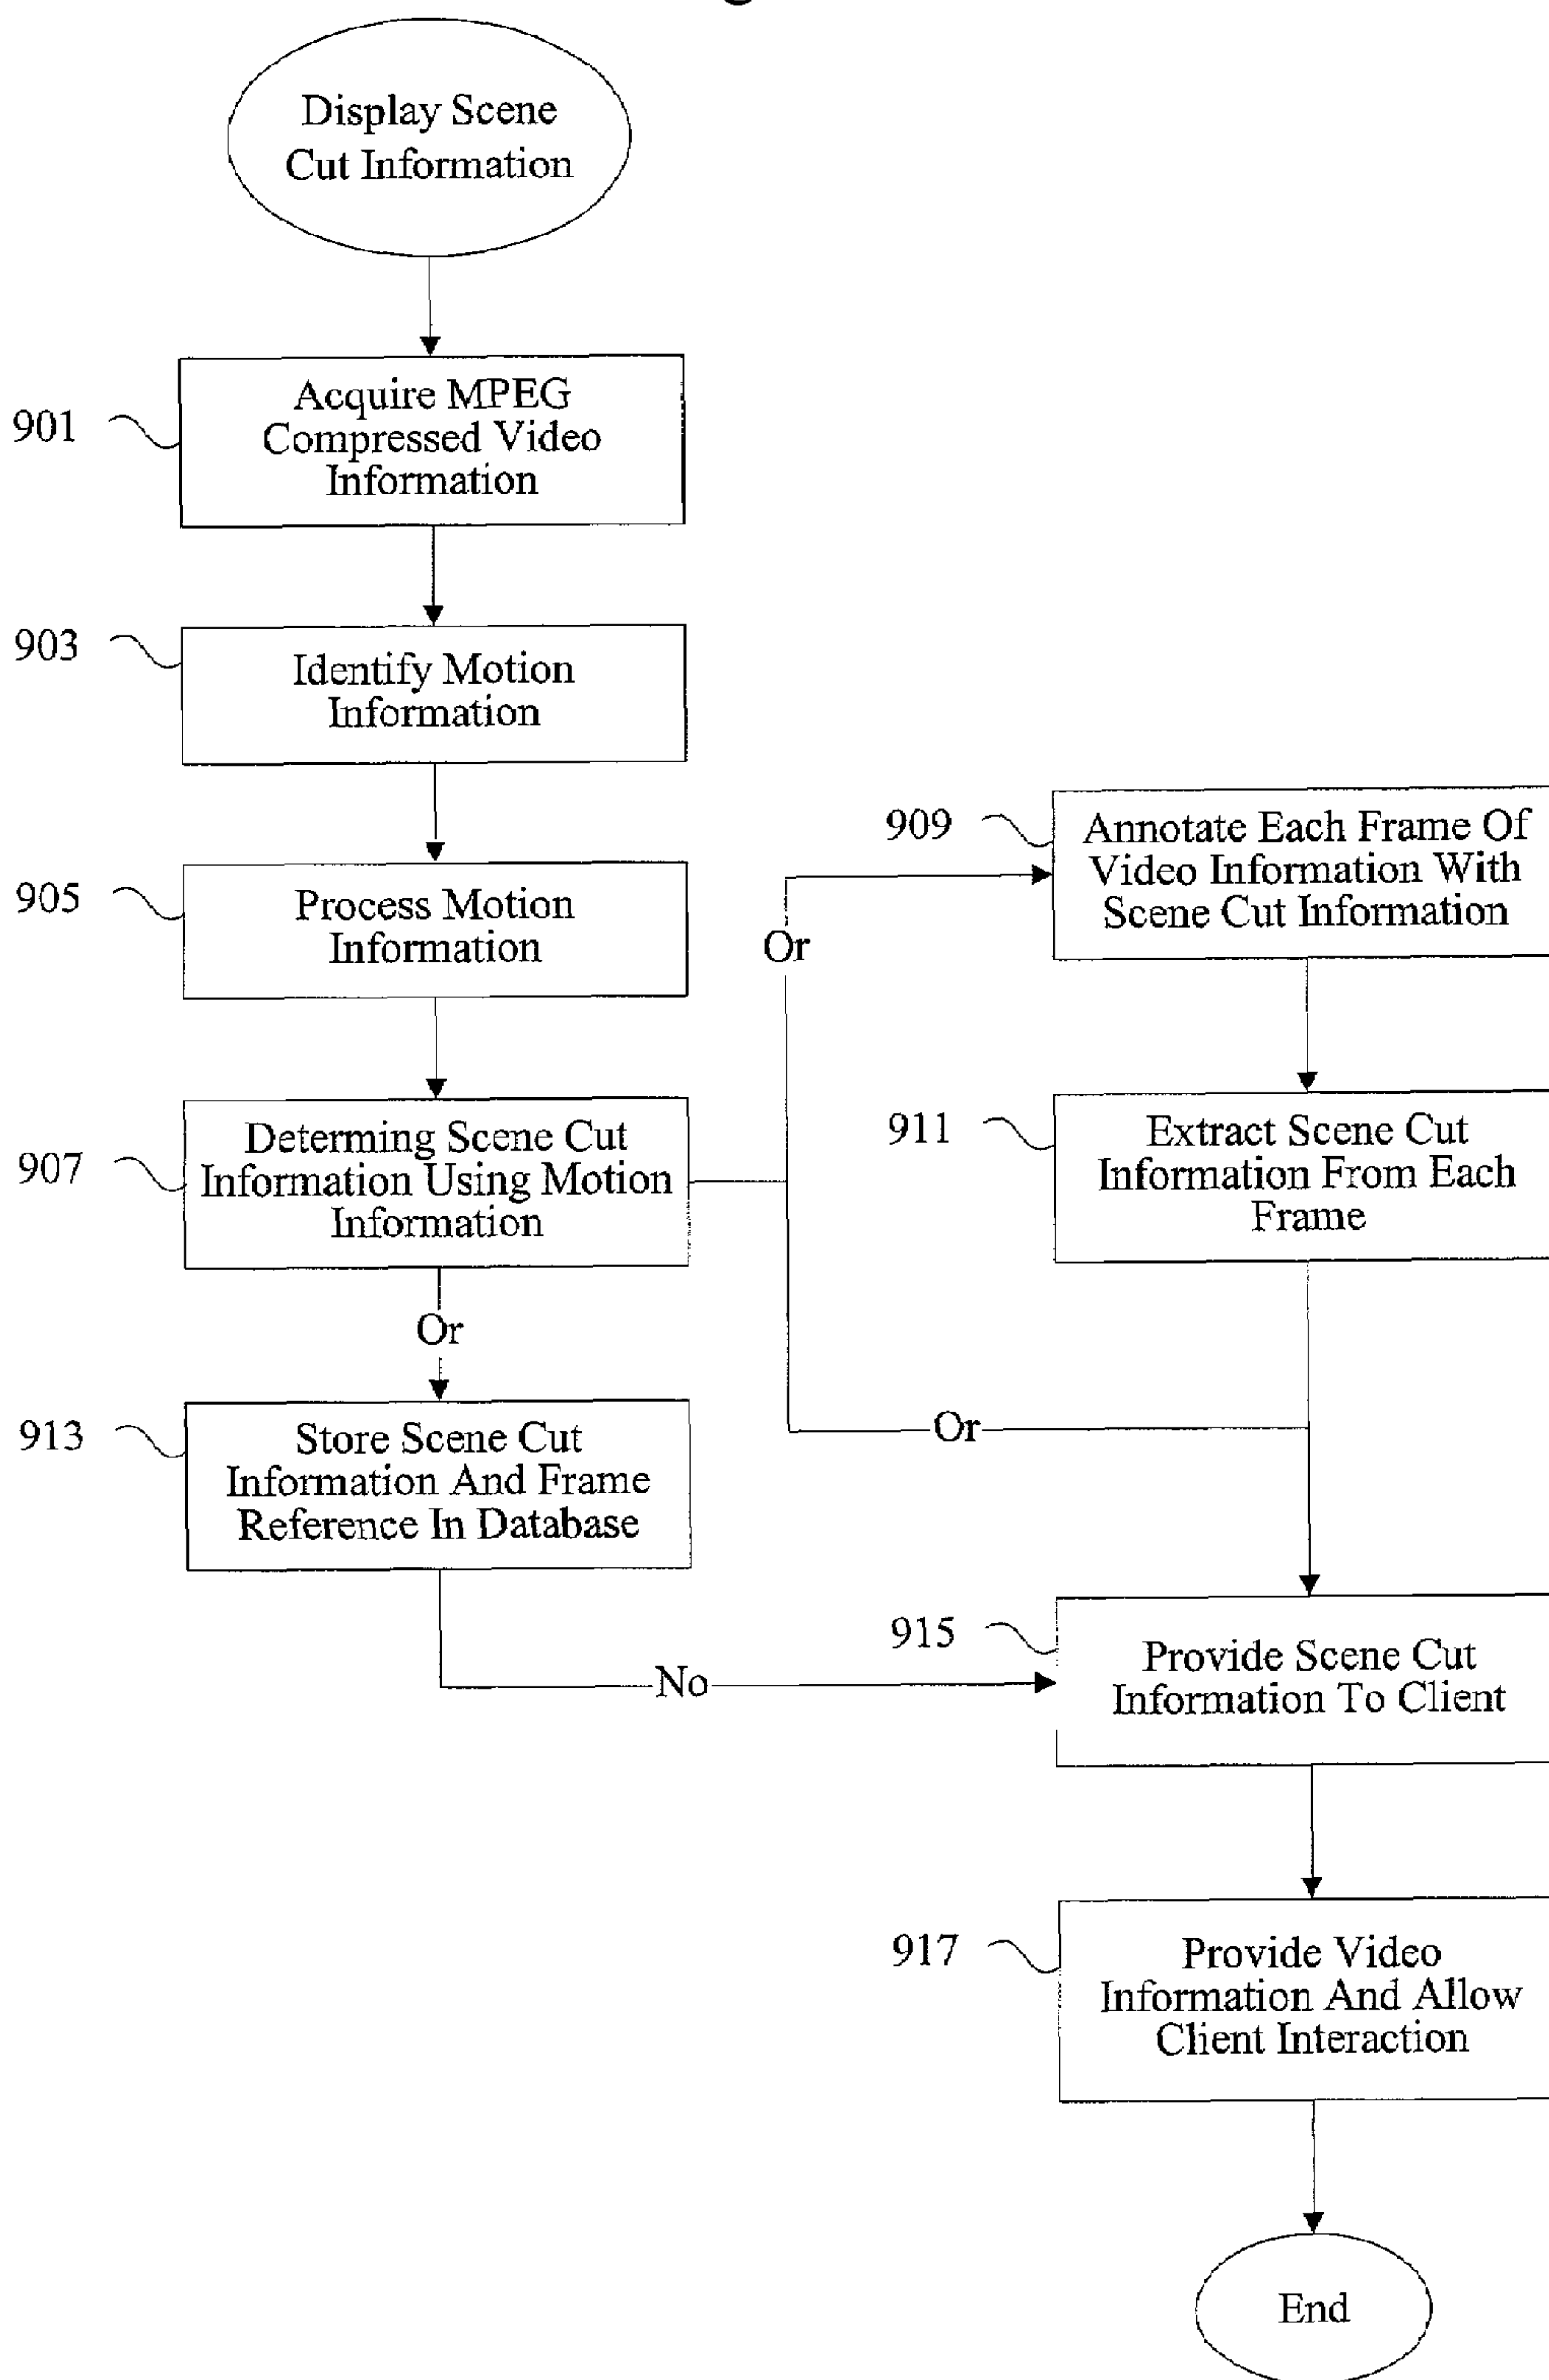 Display Scene
Cut Information
901
Acquire MPEG
Compressed Video
Information
903
Identify Motion
Information
905
Process Motion
Information
907
Determing Scene Cut
Information Using Motion
Information
Or
909
Annotate Each Frame Of
Video Information With
Scene Cut Information
911
Extract Scene Cut
Information From Each
Frame
Or
Or
913
Store Scene Cut
Information And Frame
Reference In Database
No
915
Provide Scene Cut
Information To Client
917
Provide Video
Information And Allow
Client Interaction
End